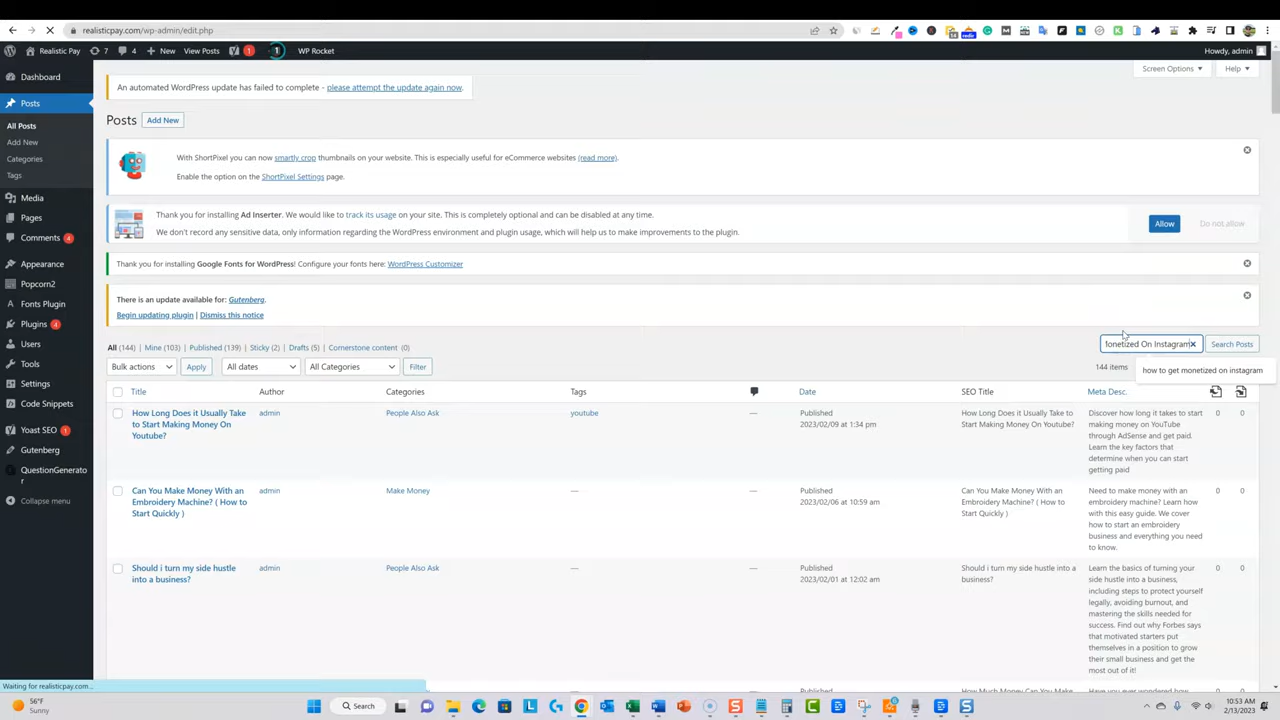 realisticpay.com/wp-admin/edit.php
Realistic Pay 7 4 New View Posts 1 1 WP Rocket Howdy, admin
Screen Options Help
Dashboard
Posts
All Posts
Add New
Categories
Tags
Media
Pages
Comments 4
Appearance
Popcorn2
Fonts Plugin
Plugins 4
Users
Tools
Settings
Code Snippets
Yoast SEO 1
Gutenberg
QuestionGenerato
r
Collapse menu
An automated WordPress update has failed to complete - please attempt the update again now.
Posts Add New
With ShortPixel you can now smartly crop thumbnails on your website. This is especially useful for eCommerce websites (read more).
Enable the option on the ShortPixel Settings page.
Thank you for installing Ad Inserter. We would like to track its usage on your site. This is completely optional and can be disabled at any time.
We don't record any sensitive data, only information regarding the WordPress environment and plugin usage, which will help us to make improvements to the plugin.
Allow Do not allow
Thank you for installing Google Fonts for WordPress! Configure your fonts here: WordPress Customizer
There is an update available for: Gutenberg.
Begin updating plugin | Dismiss this notice
All (144) | Mine (103) | Published (139) | Sticky (2) | Drafts (5) | Cornerstone content (0)
onetized On Instagram Search Posts
Bulk actions Apply All dates All Categories Filter
144 items
how to get monetized on instagram
Title Author Categories Tags Date SEO Title Meta Desc.
How Long Does it Usually Take
to Start Making Money On
Youtube?
admin
People Also Ask
youtube
—
Published
2023/02/09 at 1:34 pm
How Long Does it Usually Take
to Start Making Money On
Youtube?
Discover how long it takes to start
making money on YouTube
through AdSense and get paid.
Learn the key factors that
determine when you can start
getting paid
0 0
Can You Make Money With an
Embroidery Machine? ( How to
Start Quickly )
admin
Make Money
—
—
Published
2023/02/06 at 10:59 am
Can You Make Money With an
Embroidery Machine? ( How to
Start Quickly )
Need to make money with an
embroidery machine? Learn how
with this easy guide. We cover
how to start an embroidery
business and everything you need
to know.
0 0
Should i turn my side hustle
into a business?
admin
People Also Ask
—
—
Published
2023/02/01 at 12:02 am
Should i turn my side hustle into a
business?
Learn the basics of turning your
side hustle into a business,
including steps to protect yourself
legally, avoiding burnout, and
mastering the skills needed for
success. Find out why Forbes says
that motivated starters put
themselves in a position to grow
their small business and get the
most out of it!
0 0
Waiting for realisticpay.com...
56°F
Sunny
Search
10:53 AM
2/13/2023